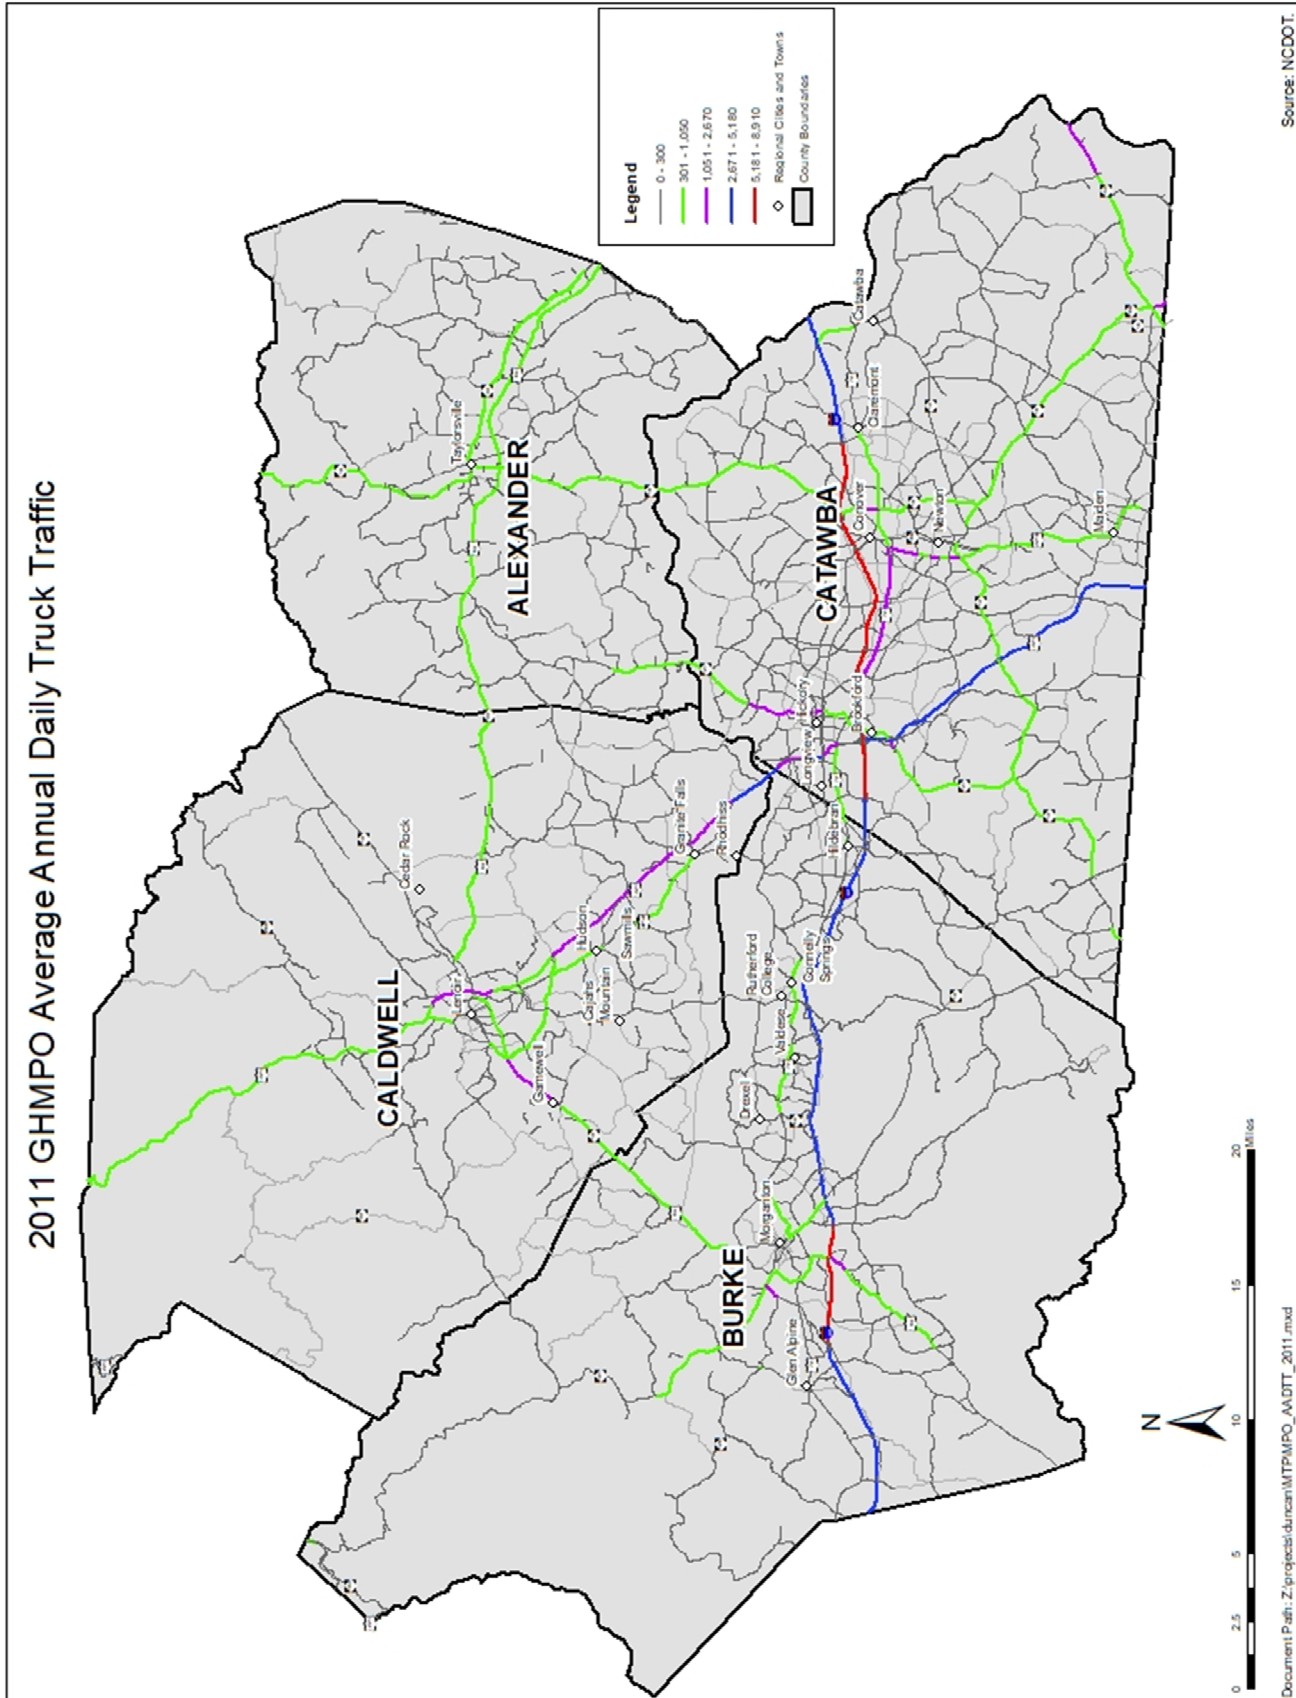 2011 GHMPO Average Annual Daily Truck Traffic
Legend
0 - 300
301 - 1,050
1,051 - 2,670
2,671 - 5,180
5,181 - 8,910
Regional Cities and Towns
County Boundaries
CALDWELL
ALEXANDER
BURKE
CATAWBA
Cedar Rock
Lenoir
Gamewell
Hudson
Cajahs
Mountain
Sawmills
Granite Falls
Rhodhiss
Taylorsville
Rutherford
College
Connelly
Springs
Valdese
Drexel
Morganton
Glen Alpine
Hildebran
Longview
Hickory
Brookford
Conover
Newton
Claremont
Catawba
Maiden
N
0
2.5
5
10
15
20
Miles
Source: NCDOT.
Document Path: Z:\projects\duncan\MTP\MPO_AADTT_2011.mxd